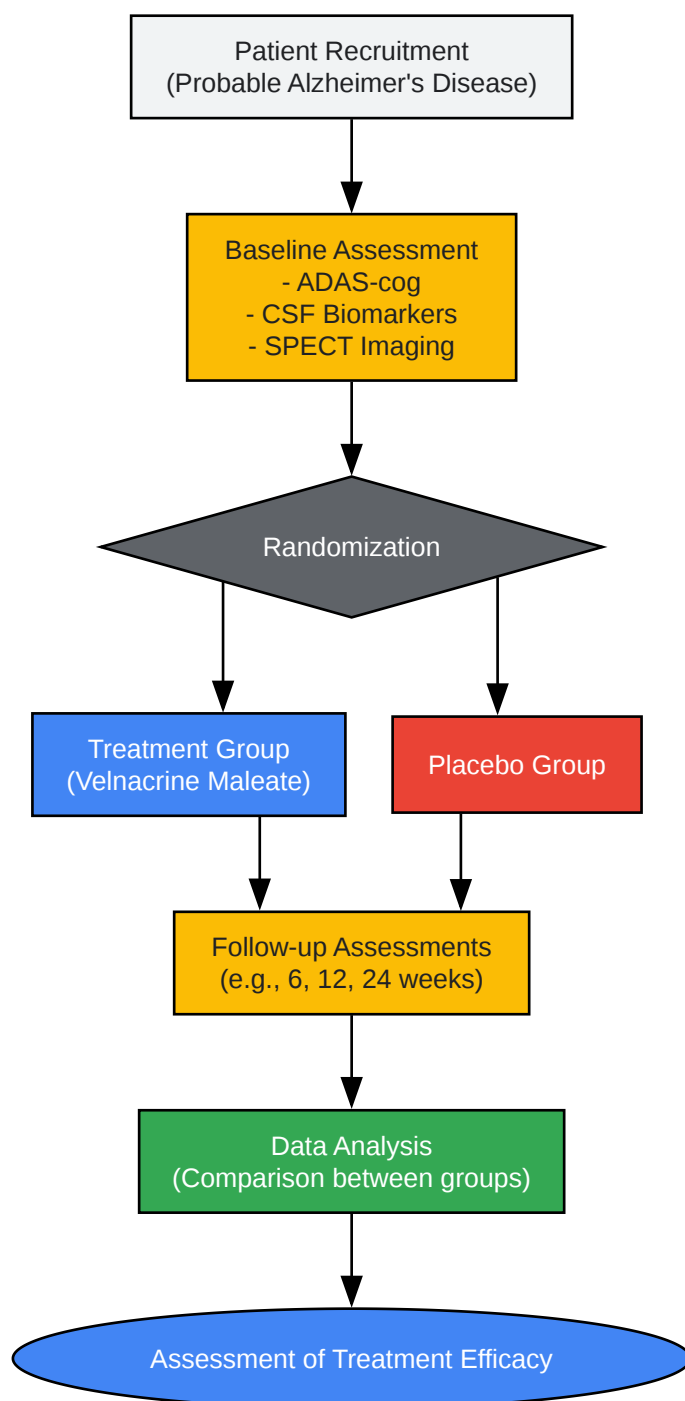 Patient Recruitment
(Probable Alzheimer's Disease)
Baseline Assessment
- ADAS-cog
- CSF Biomarkers
- SPECT Imaging
Randomization
Treatment Group
(Velnacrine Maleate)
Placebo Group
Follow-up Assessments
(e.g., 6, 12, 24 weeks)
Data Analysis
(Comparison between groups)
Assessment of Treatment Efficacy